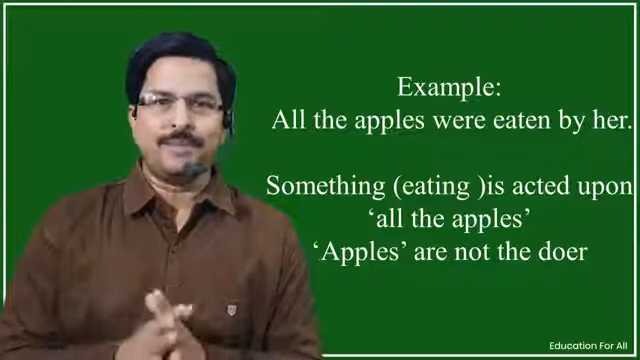 Example:
All the apples were eaten by her.
Something (eating )is acted upon
‘all the apples’
‘Apples’ are not the doer
Education For All